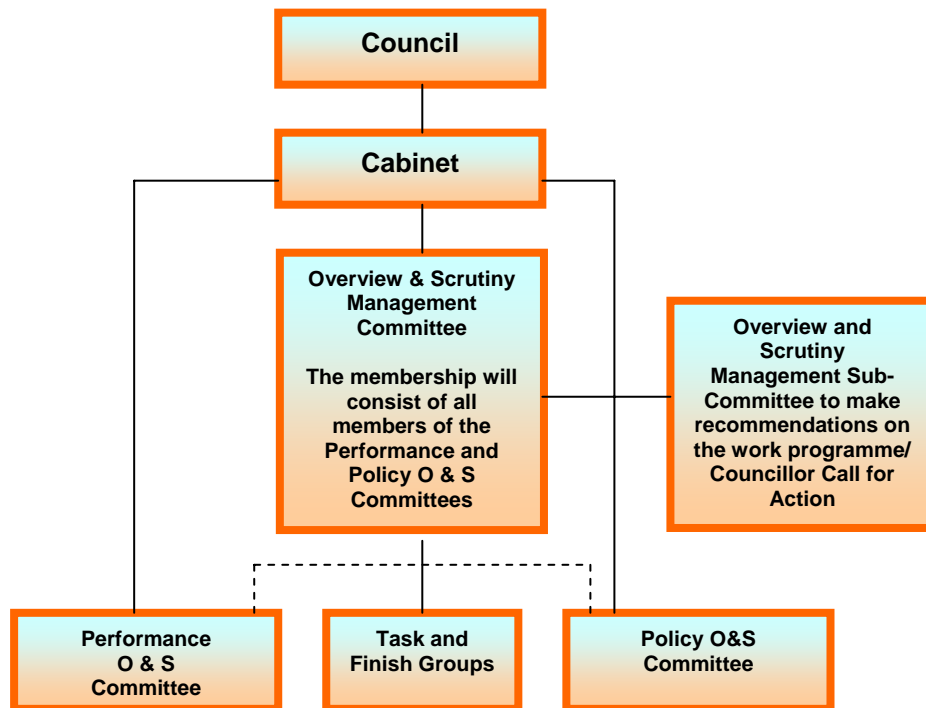 Council
Cabinet
Overview & Scrutiny
Management
Committee
The membership will
consist of all
members of the
Performance and
Policy O & S
Committees
Overview and
Scrutiny
Management Sub-
Committee to make
recommendations on
the work programme/
Councillor Call for
Action
Performance
O & S
Committee
Task and
Finish Groups
Policy O&S
Committee